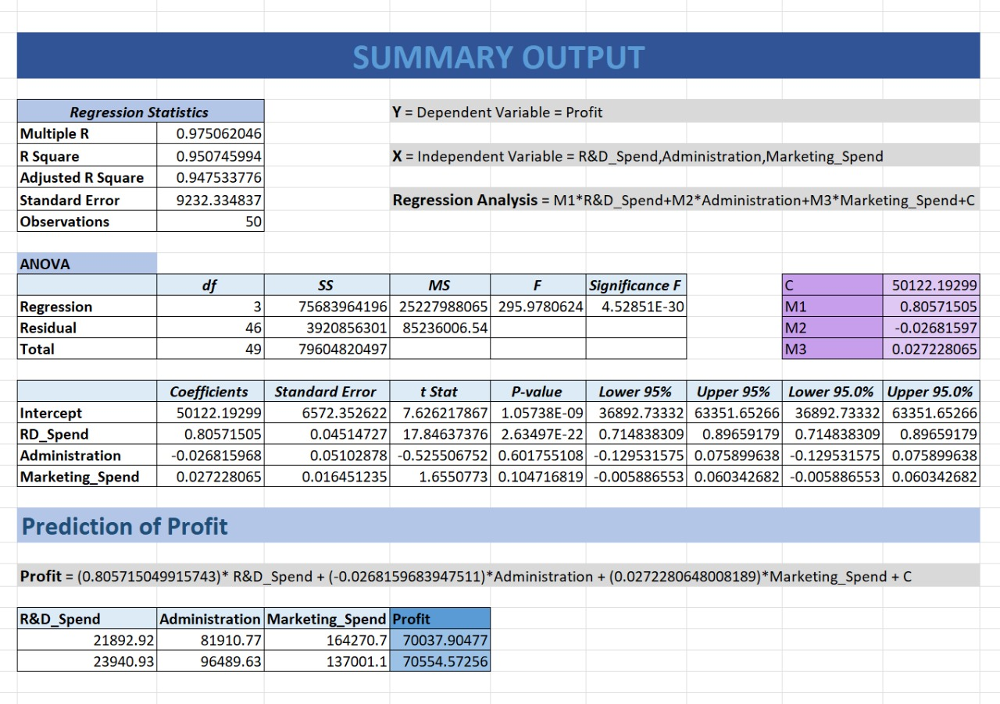 SUMMARY OUTPUT
Regression Statistics
Multiple R 0.975062046
R Square 0.950745994
Adjusted R Square 0.947533776
Standard Error 9232.334837
Observations 50
Y = Dependent Variable = Profit
X = Independent Variable = R&D_Spend,Administration,Marketing_Spend
Regression Analysis = M1*R&D_Spend+M2*Administration+M3*Marketing_Spend+C
ANOVA
df SS MS F Significance F
Regression 3 75683964196 25227988065 295.9780624 4.52851E-30
Residual 46 3920856301 85236006.54
Total 49 79604820497
C 50122.19299
M1 0.80571505
M2 -0.02681597
M3 0.027228065
Coefficients Standard Error t Stat P-value Lower 95% Upper 95% Lower 95.0% Upper 95.0%
Intercept 50122.19299 6572.352622 7.626217867 1.05738E-09 36892.73332 63351.65266 36892.73332 63351.65266
RD_Spend 0.80571505 0.04514727 17.84637376 2.63497E-22 0.714838309 0.89659179 0.714838309 0.89659179
Administration -0.026815968 0.05102878 -0.525506752 0.601755108 -0.129531575 0.075899638 -0.129531575 0.075899638
Marketing_Spend 0.027228065 0.016451235 1.6550773 0.104716819 -0.005886553 0.060342682 -0.005886553 0.060342682
Prediction of Profit
Profit = (0.805715049915743)* R&D_Spend + (-0.0268159683947511)*Administration + (0.0272280648008189)*Marketing_Spend + C
R&D_Spend Administration Marketing_Spend Profit
21892.92 81910.77 164270.7 70037.90477
23940.93 96489.63 137001.1 70554.57256